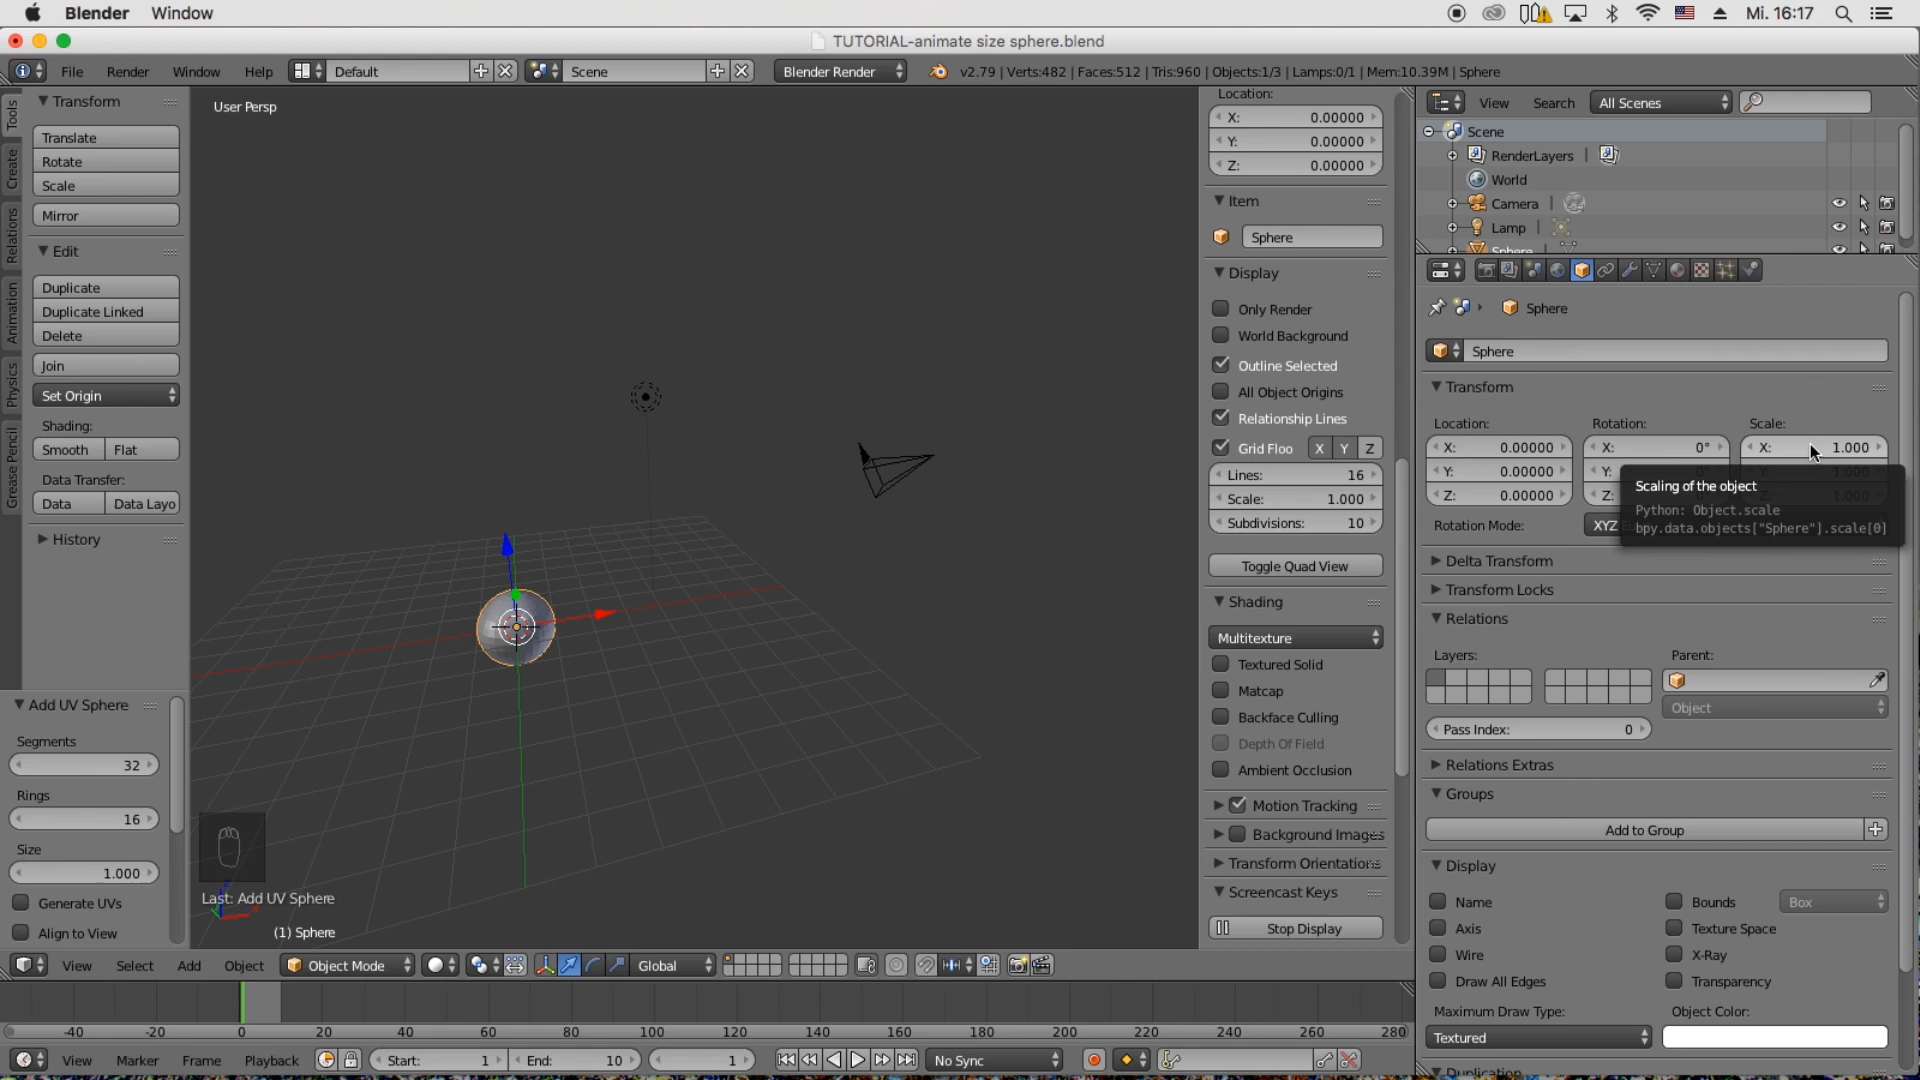 Blender Window
Mi. 16:17
TUTORIAL-animate size sphere.blend
File Render Window Help Default Scene Blender Render v2.79 | Verts:482 | Faces:512 | Tris:960 | Objects:1/3 | Lamps:0/1 | Mem:10.39M | Sphere
Tools
Create
Relations
Animation
Physics
Grease Pencil
Transform
Translate
Rotate
Scale
Mirror
Edit
Duplicate
Duplicate Linked
Delete
Join
Set Origin
Shading:
Smooth Flat
Data Transfer:
Data Data Layo
History
Add UV Sphere
Segments
32
Rings
16
Size
1.000
Generate UVs
Align to View
User Persp
Last: Add UV Sphere
(1) Sphere
Location:
X: 0.00000
Y: 0.00000
Z: 0.00000
Item
Sphere
Display
Only Render
World Background
Outline Selected
All Object Origins
Relationship Lines
Grid Floo X Y Z
Lines: 16
Scale: 1.000
Subdivisions: 10
Toggle Quad View
Shading
Multitexture
Textured Solid
Matcap
Backface Culling
Depth Of Field
Ambient Occlusion
Motion Tracking
Background Images
Transform Orientations
Screencast Keys
Stop Display
View Search All Scenes
Scene
RenderLayers
World
Camera
Lamp
Sphere
Sphere
Sphere
Transform
Location: Rotation: Scale:
X: 0.00000 X: 0° X: 1.000
Y: 0.00000 Y: 1.000
Z: 0.00000 Z: 1.000
Rotation Mode: XYZ
Scaling of the object
Python: Object.scale
bpy.data.objects["Sphere"].scale[0]
Delta Transform
Transform Locks
Relations
Layers: Parent:
Object
Pass Index: 0
Relations Extras
Groups
Add to Group
Display
Name Bounds Box
Axis Texture Space
Wire X-Ray
Draw All Edges Transparency
Maximum Draw Type: Object Color:
Textured
Duplication
View Select Add Object Object Mode Global
-40 -20 0 20 40 60 80 100 120 140 160 180 200 220 240 260 280
View Marker Frame Playback Start: 1 End: 10 1 No Sync